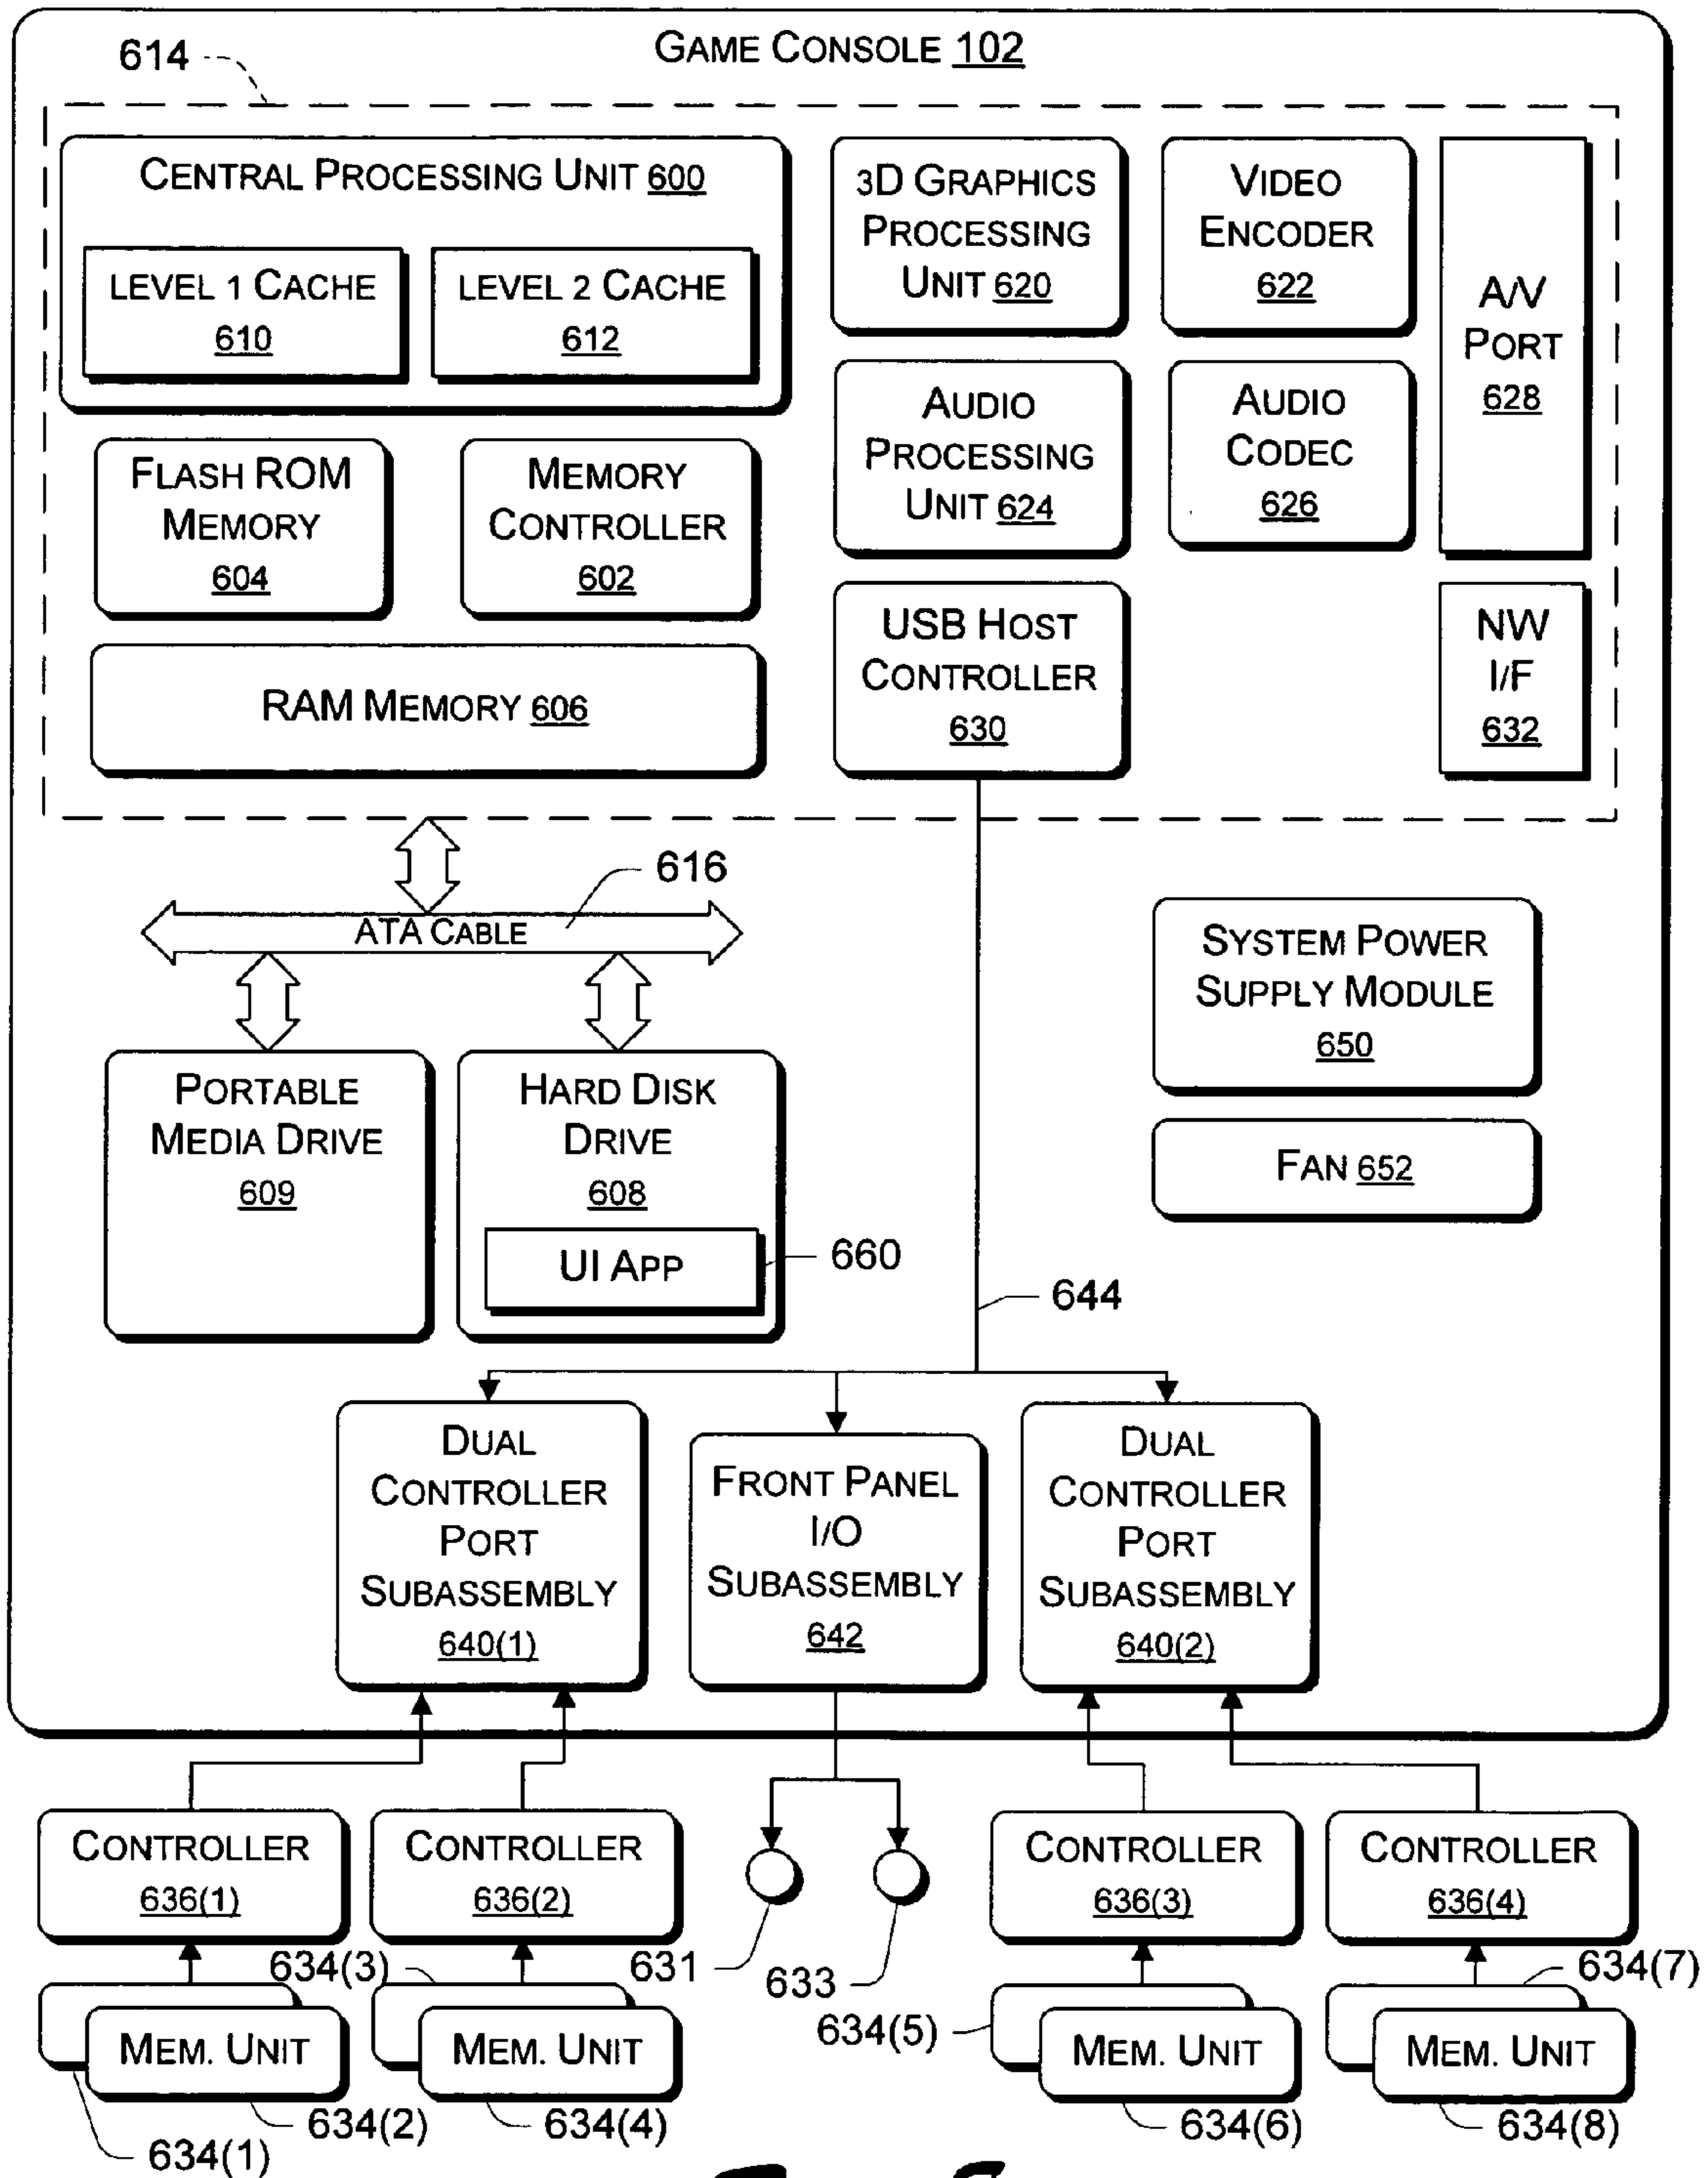 GAME CONSOLE 102
614
CENTRAL PROCESSING UNIT 600
LEVEL 1 CACHE
610
LEVEL 2 CACHE
612
3D GRAPHICS
PROCESSING
UNIT 620
VIDEO
ENCODER
622
A/V
PORT
628
AUDIO
PROCESSING
UNIT 624
AUDIO
CODEC
626
FLASH ROM
MEMORY
604
MEMORY
CONTROLLER
602
USB HOST
CONTROLLER
630
NW
I/F
632
RAM MEMORY 606
616
ATA CABLE
SYSTEM POWER
SUPPLY MODULE
650
PORTABLE
MEDIA DRIVE
609
HARD DISK
DRIVE
608
UI APP
660
FAN 652
644
DUAL
CONTROLLER
PORT
SUBASSEMBLY
640(1)
FRONT PANEL
I/O
SUBASSEMBLY
642
DUAL
CONTROLLER
PORT
SUBASSEMBLY
640(2)
CONTROLLER
636(1)
CONTROLLER
636(2)
CONTROLLER
636(3)
CONTROLLER
636(4)
634(3)
631
633
634(7)
634(5)
MEM. UNIT
MEM. UNIT
MEM. UNIT
MEM. UNIT
634(1)
634(2)
634(4)
634(6)
634(8)